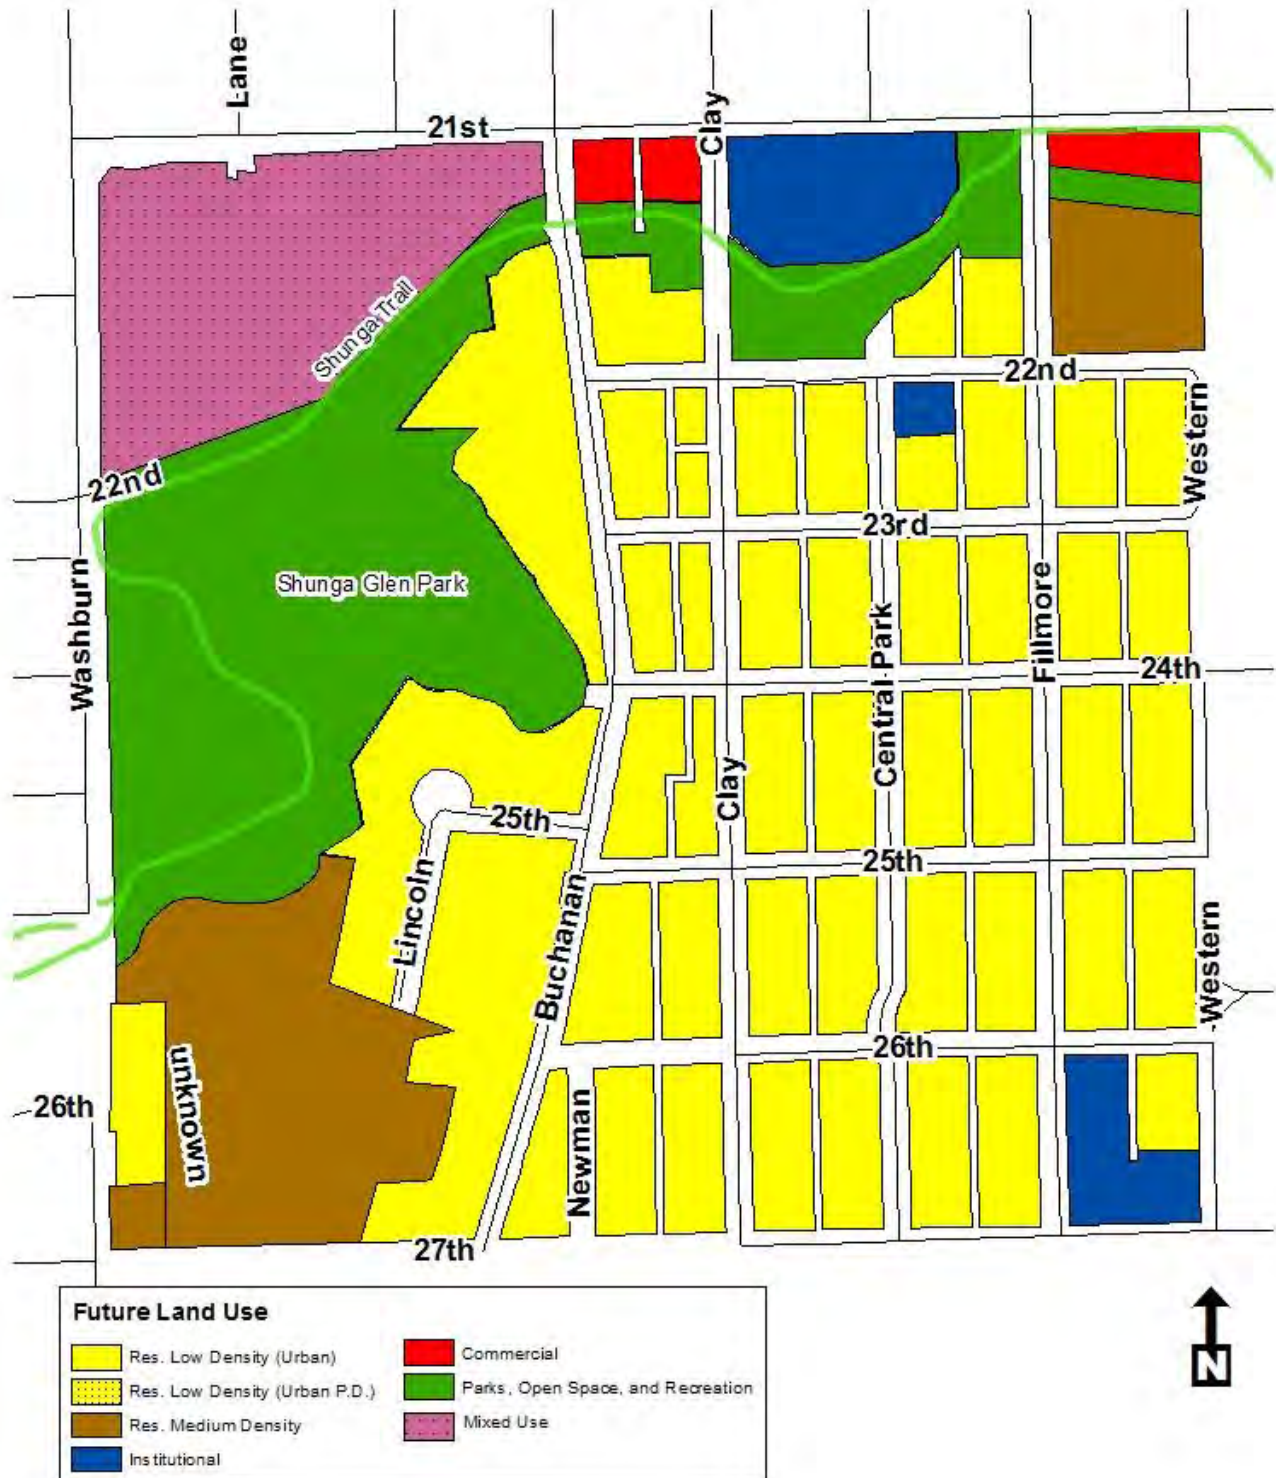 Lane
Clay
21st
Shunga Trail
22nd
22nd
Western
23rd
Shunga Glen Park
Washburn
Central Park
Fillmore
24th
Clay
25th
25th
Lincoln
Buchanan
Western
26th
unknown
26th
Newman
27th
Future Land Use
Res. Low Density (Urban)
Res. Low Density (Urban P.D.)
Res. Medium Density
Institutional
Commercial
Parks, Open Space, and Recreation
Mixed Use
N